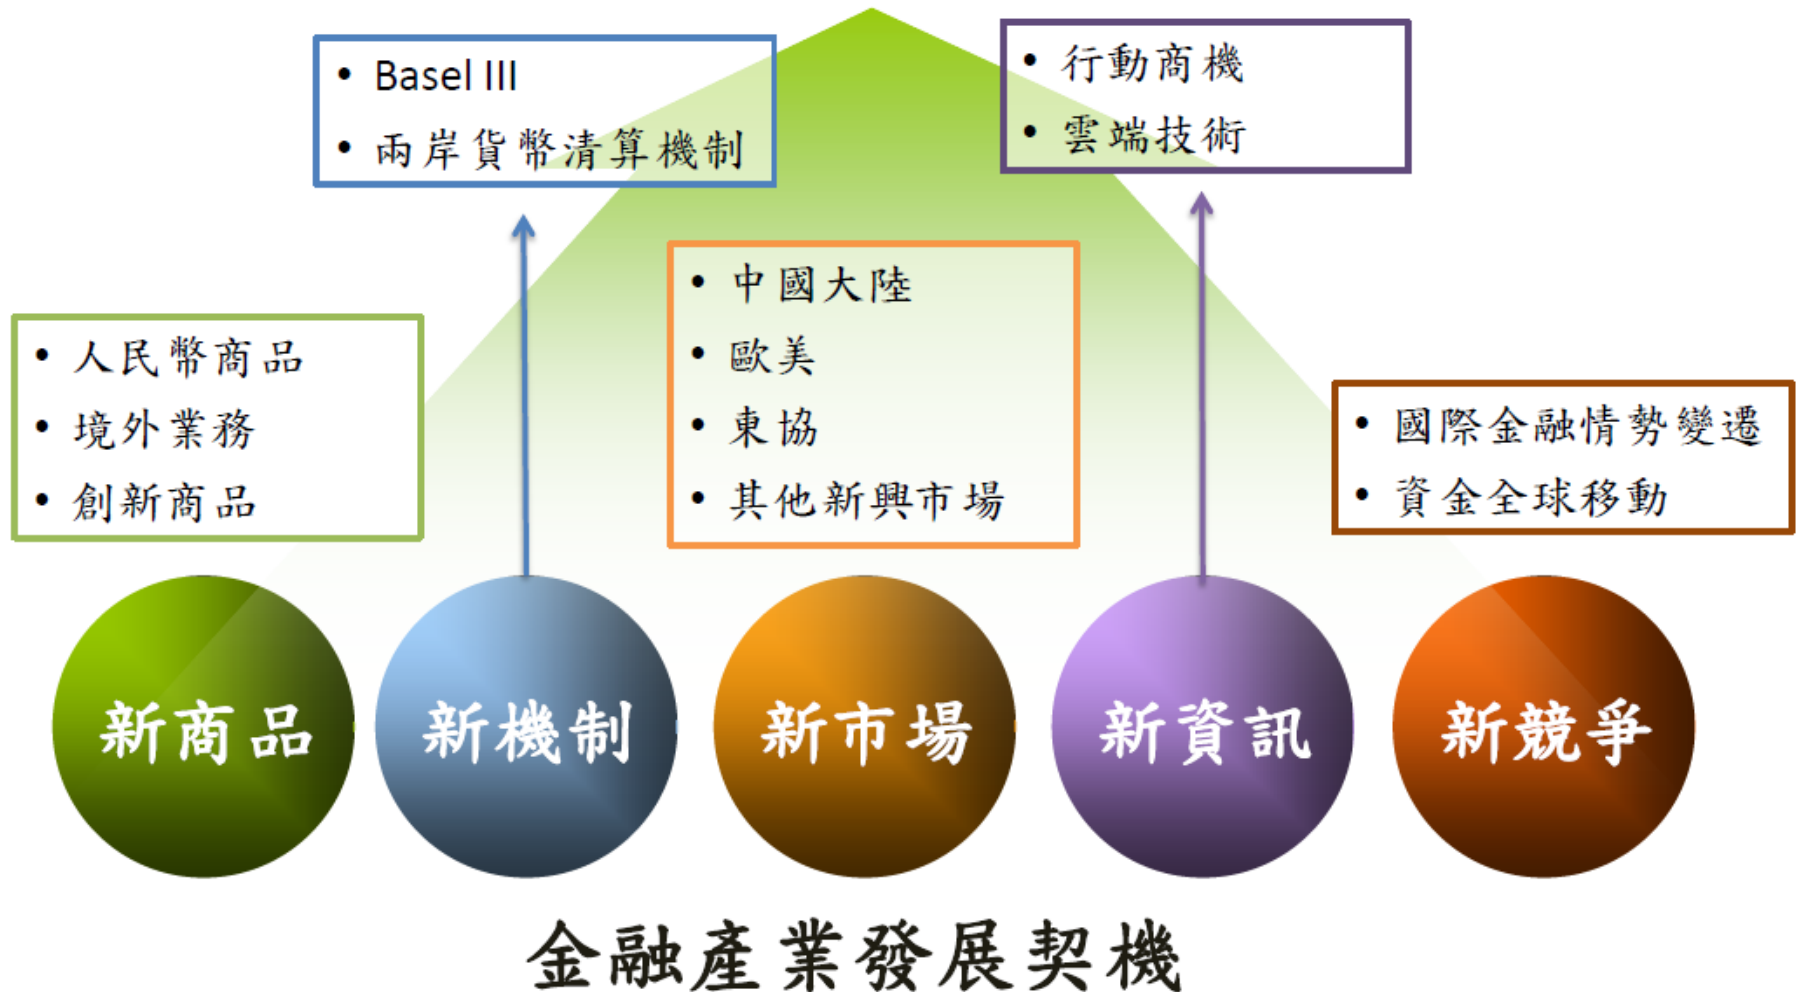 • Basel III
• 兩岸貨幣清算機制
• 行動商機
• 雲端技術
• 人民幣商品
• 境外業務
• 創新商品
• 中國大陸
• 歐美
• 東協
• 其他新興市場
• 國際金融情勢變遷
• 資金全球移動
新商品
新機制
新市場
新資訊
新競爭
金融產業發展契機